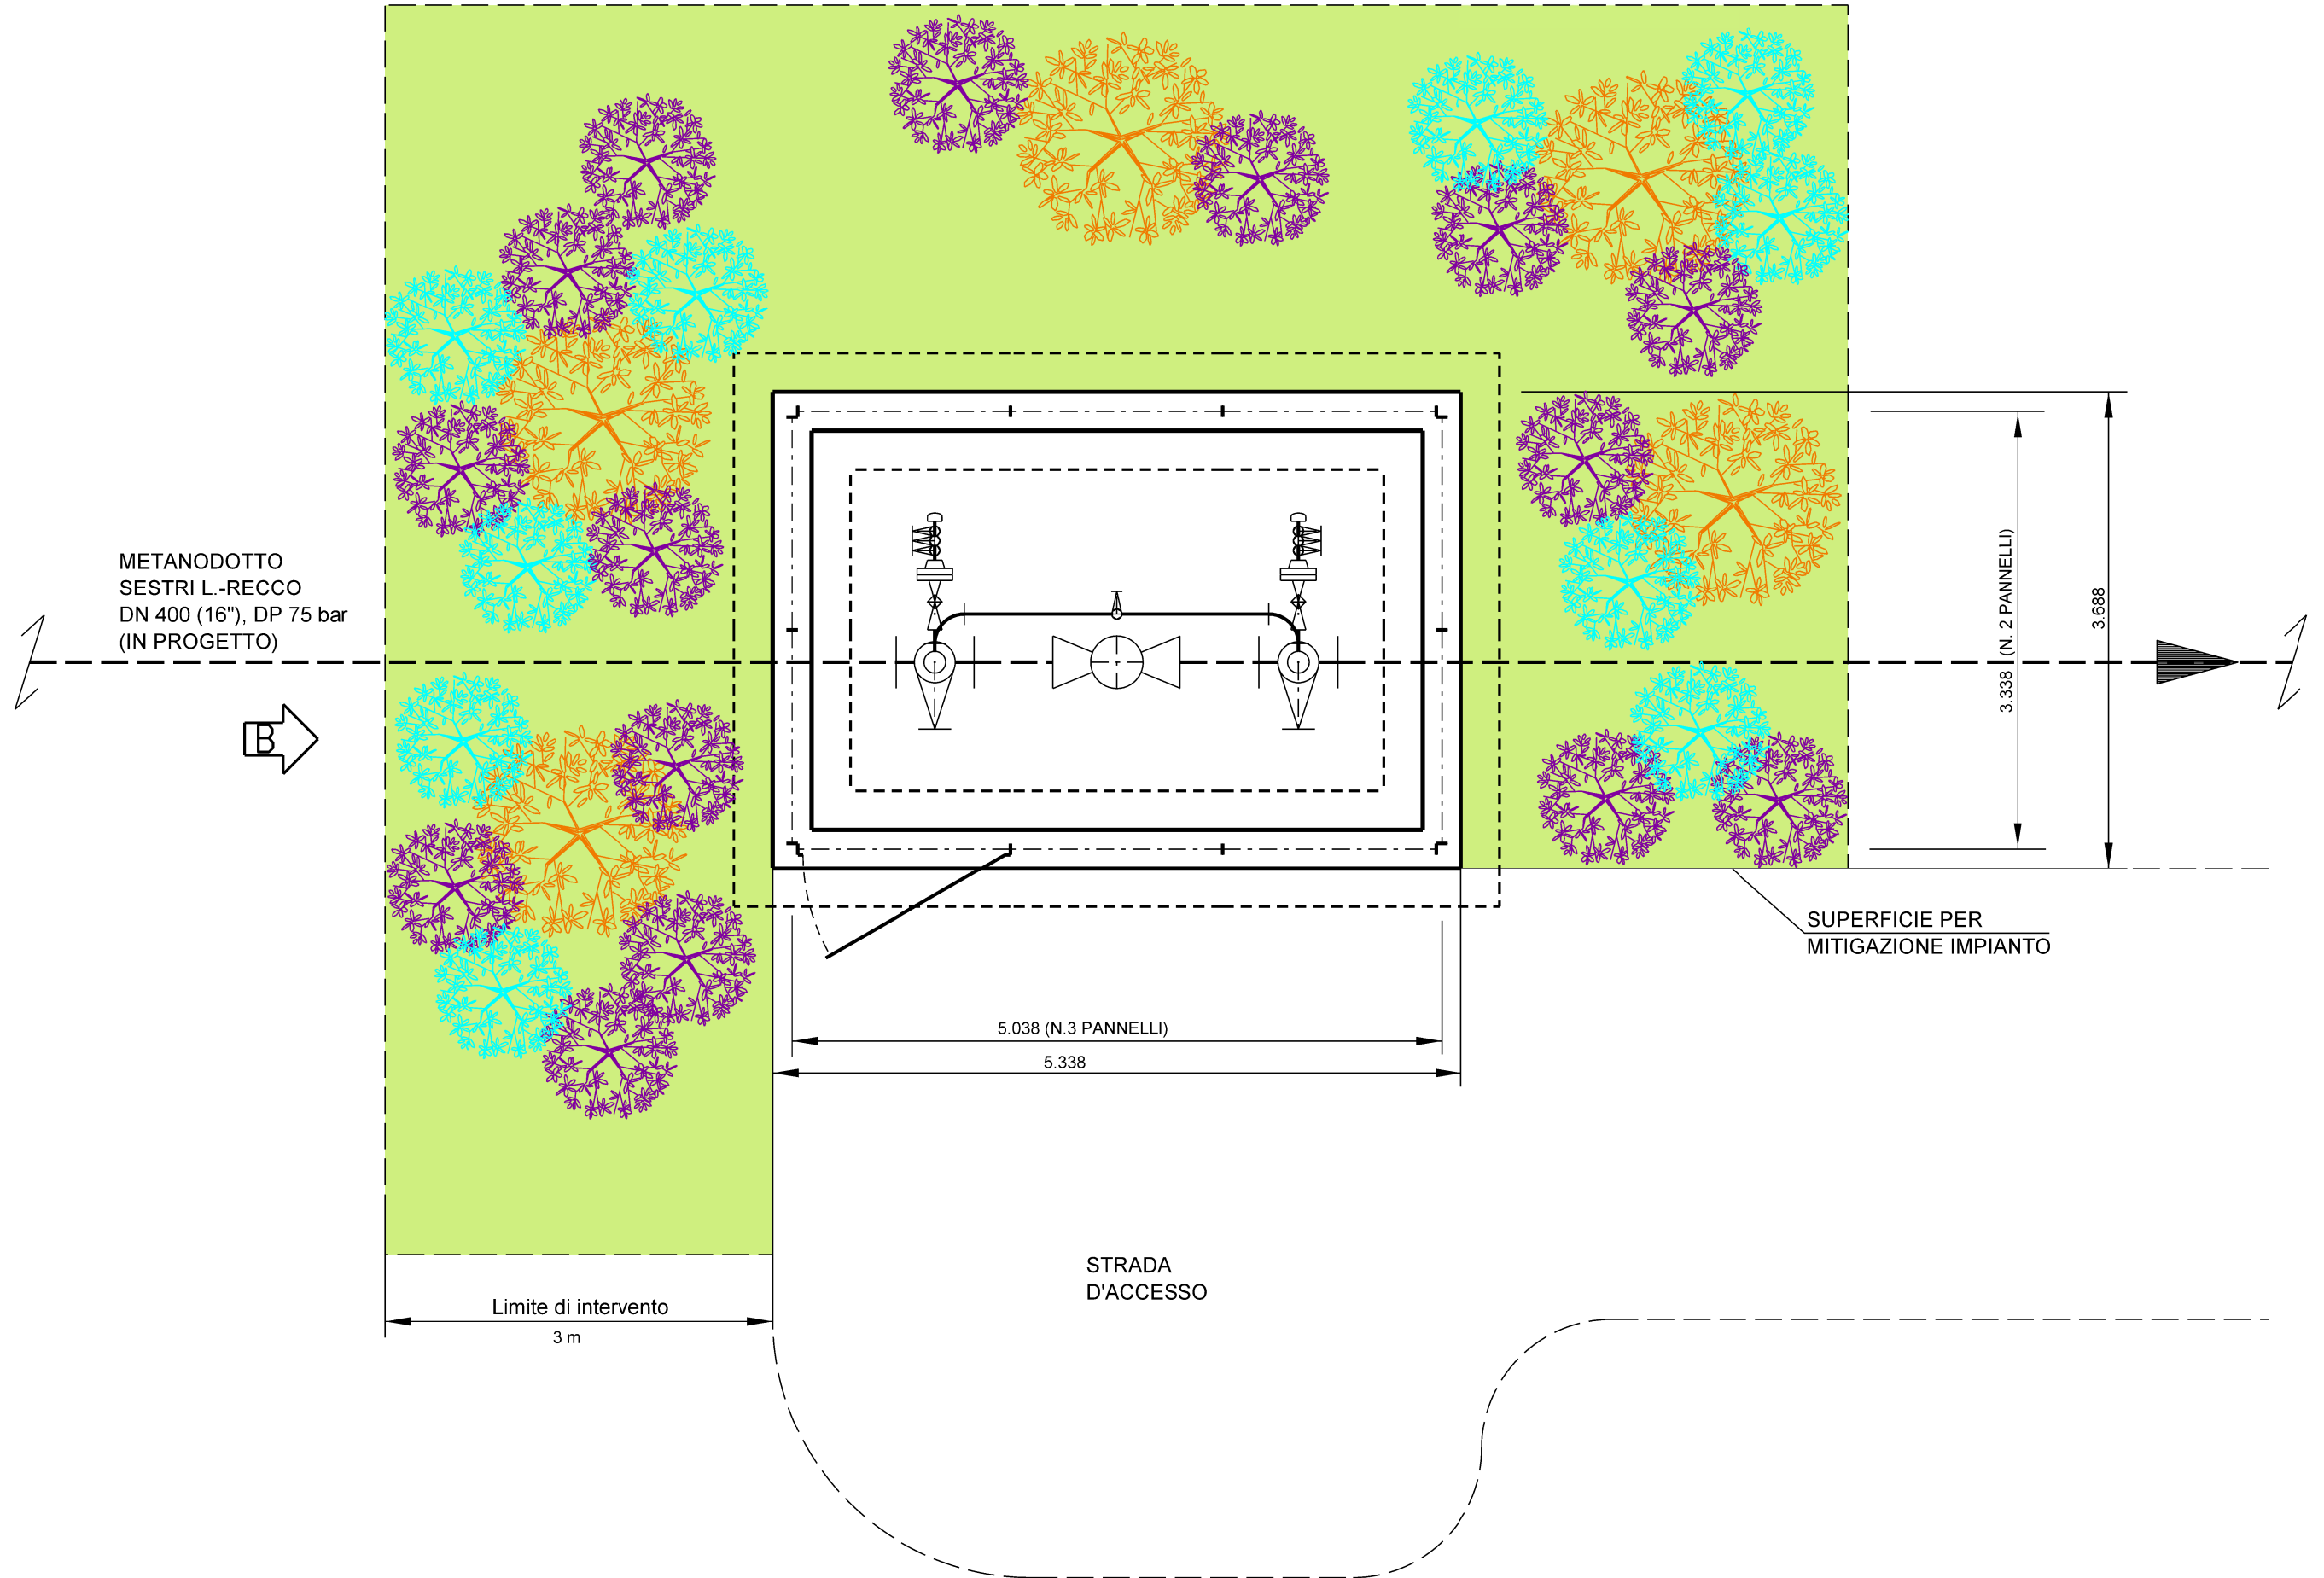 METANODOTTO
SESTRI L.-RECCO
DN 400 (16"), DP 75 bar
(IN PROGETTO)
B
3.338 (N. 2 PANNELLI)
3.688
SUPERFICIE PER
MITIGAZIONE IMPIANTO
5.038 (N.3 PANNELLI)
5.338
STRADA
D'ACCESSO
Limite di intervento
3 m